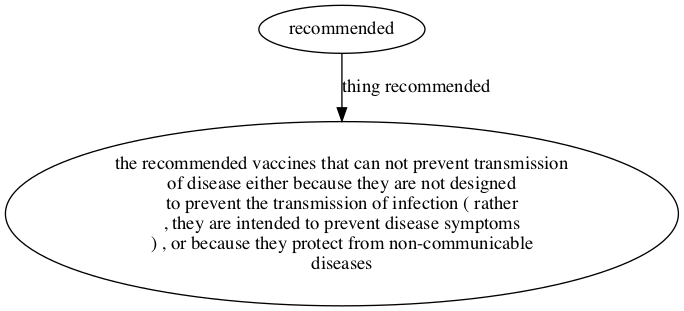 recommended
thing recommended
the recommended vaccines that can not prevent transmission
of disease either because they are not designed
to prevent the transmission of infection ( rather
, they are intended to prevent disease symptoms
) , or because they protect from non-communicable
diseases